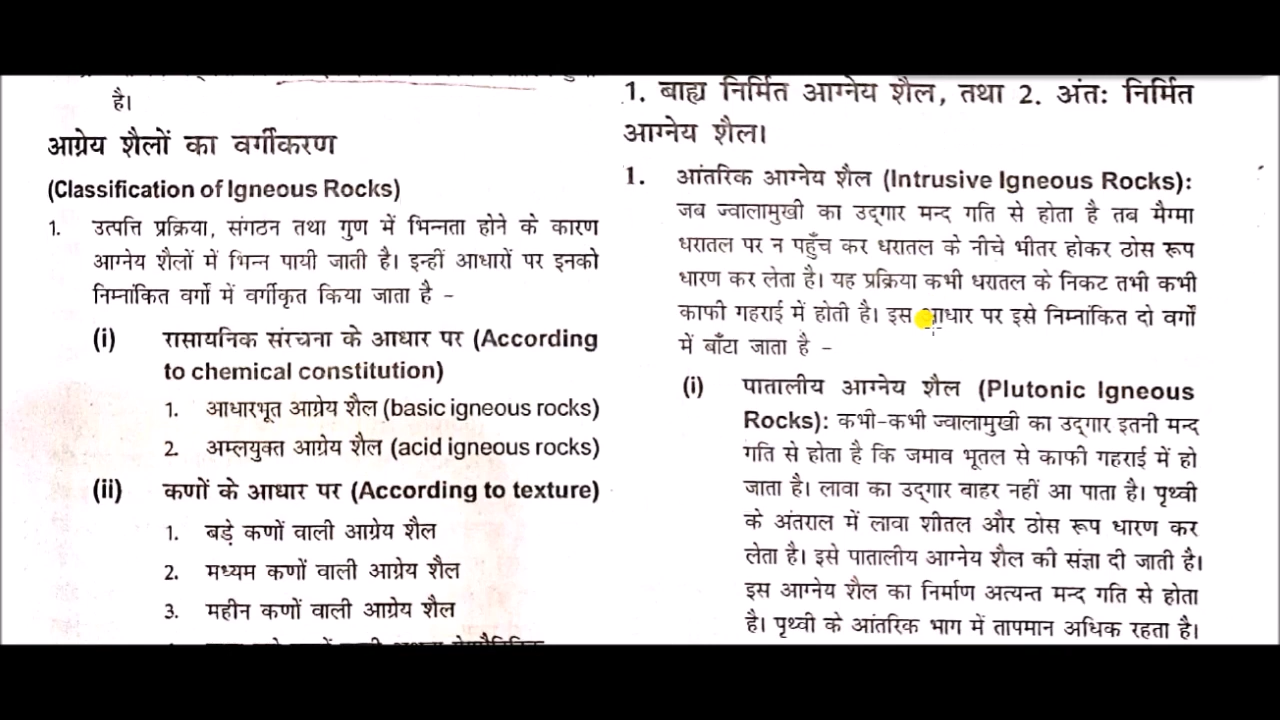 है।
आग्रेय शैलों का वर्गीकरण
(Classification of Igneous Rocks)
1. उत्पत्ति प्रक्रिया, संगठन तथा गुण में भिन्नता होने के कारण
आग्नेय शैलों में भिन्न पायी जाती है। इन्हीं आधारों पर इनको
निम्नांकित वर्गो में वर्गीकृत किया जाता है –
(i) रासायनिक संरचना के आधार पर (According
to chemical constitution)
1. आधारभूत आग्रेय शैल (basic igneous rocks)
2. अम्लयुक्त आग्रेय शैल (acid igneous rocks)
(ii) कणों के आधार पर (According to texture)
1. बड़े कणों वाली आग्रेय शैल
2. मध्यम कणों वाली आग्रेय शैल
3. महीन कणों वाली आग्रेय शैल
1. बाह्य निर्मित आग्नेय शैल, तथा 2. अंतः निर्मित
आग्नेय शैल।
1. आंतरिक आग्नेय शैल (Intrusive Igneous Rocks):
जब ज्वालामुखी का उद्‌गार मन्द गति से होता है तब मैग्मा
धरातल पर न पहुँच कर धरातल के नीचे भीतर होकर ठोस रूप
धारण कर लेता है। यह प्रक्रिया कभी धरातल के निकट तभी कभी
काफी गहराई में होती है। इस आधार पर इसे निम्नांकित दो वर्गों
में बाँटा जाता है –
(i) पातालीय आग्नेय शैल (Plutonic Igneous
Rocks): कभी-कभी ज्वालामुखी का उद्‌गार इतनी मन्द
गति से होता है कि जमाव भूतल से काफी गहराई में हो
जाता है। लावा का उद्‌गार बाहर नहीं आ पाता है। पृथ्वी
के अंतराल में लावा शीतल और ठोस रूप धारण कर
लेता है। इसे पातालीय आग्नेय शैल की संज्ञा दी जाती है।
इस आग्नेय शैल का निर्माण अत्यन्त मन्द गति से होता
है। पृथ्वी के आंतरिक भाग में तापमान अधिक रहता है।